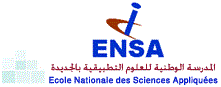 ENSA
المدرسة الوطنية للعلوم التطبيقية بالجديدة
Ecole Nationale des Sciences Appliquées